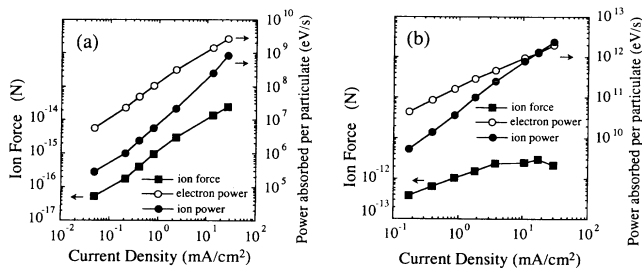 (a)
Ion Force (N)
10^-14
10^-15
10^-16
10^-17
10^10
10^9
10^8
10^7
10^6
10^5
Power absorbed per particulate (eV/s)
ion force
electron power
ion power
10^-2 10^-1 10^0 10^1 10^2
Current Density (mA/cm^2)
(b)
Ion Force (N)
10^-12
10^-13
10^13
10^12
10^11
10^10
Power absorbed per particulate (eV/s)
ion force
electron power
ion power
10^-1 10^0 10^1 10^2
Current Density (mA/cm^2)